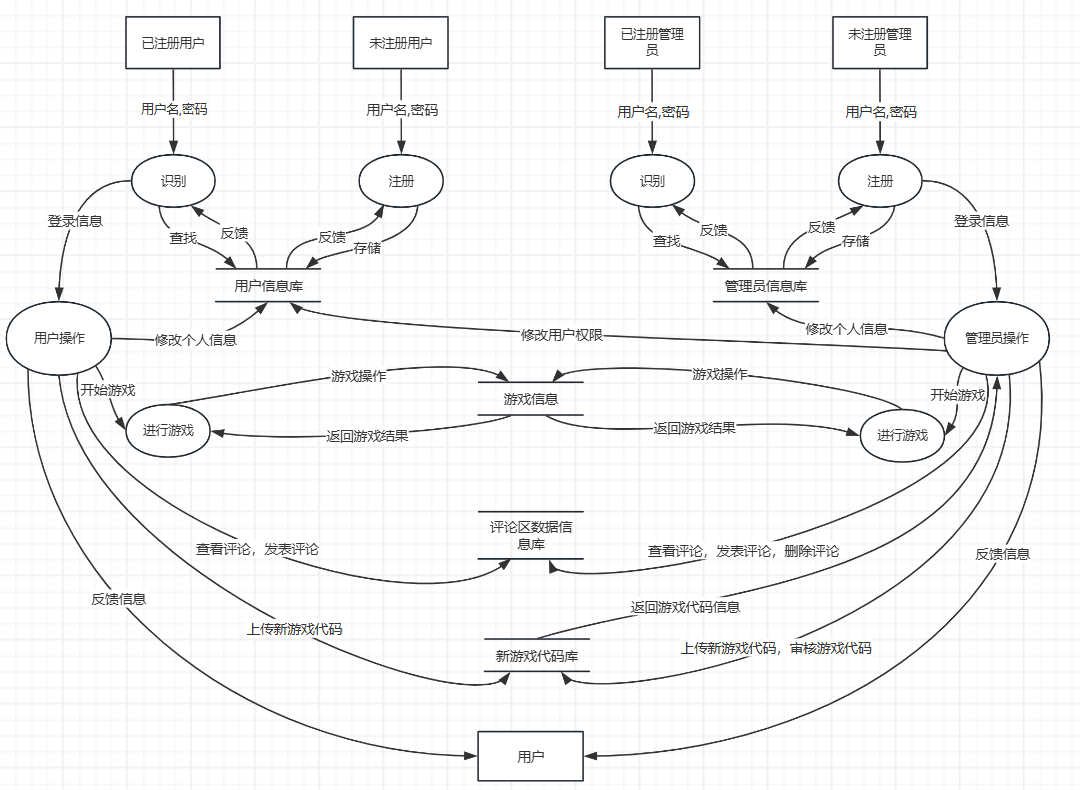 已注册用户
未注册用户
已注册管理
员
未注册管理
员
用户名,密码
用户名,密码
用户名,密码
用户名,密码
识别
注册
识别
注册
登录信息
查找
反馈
反馈
存储
查找
反馈
反馈
存储
登录信息
用户信息库
管理员信息库
用户操作
修改个人信息
修改用户权限
修改个人信息
管理员操作
开始游戏
游戏操作
游戏信息
游戏操作
开始游戏
进行游戏
返回游戏结果
返回游戏结果
进行游戏
评论区数据信
息库
查看评论，发表评论
查看评论，发表评论，删除评论
反馈信息
反馈信息
返回游戏代码信息
上传新游戏代码
新游戏代码库
上传新游戏代码，审核游戏代码
用户